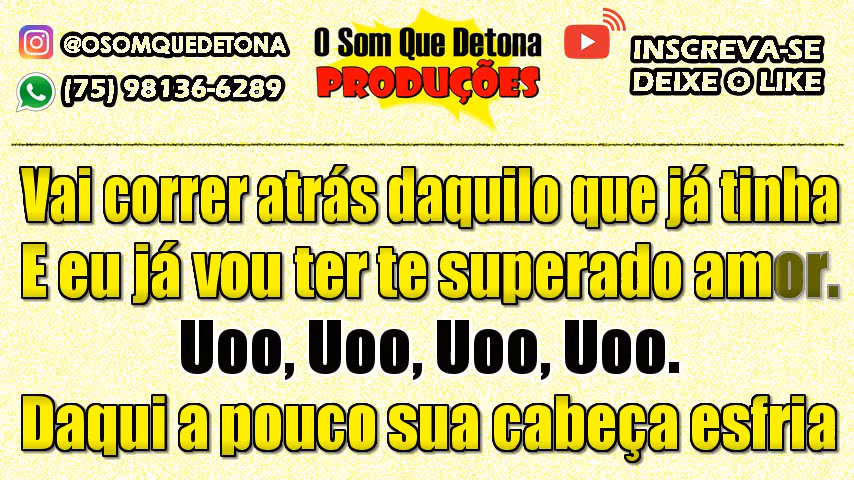 @OSOMQUEDETONA
(75) 98136-6289
O Som Que Detona
PRODUÇÕES
INSCREVA-SE
DEIXE O LIKE
Vai correr atrás daquilo que já tinha
E eu já vou ter te superado amor.
Uoo, Uoo, Uoo, Uoo.
Daqui a pouco sua cabeça esfria